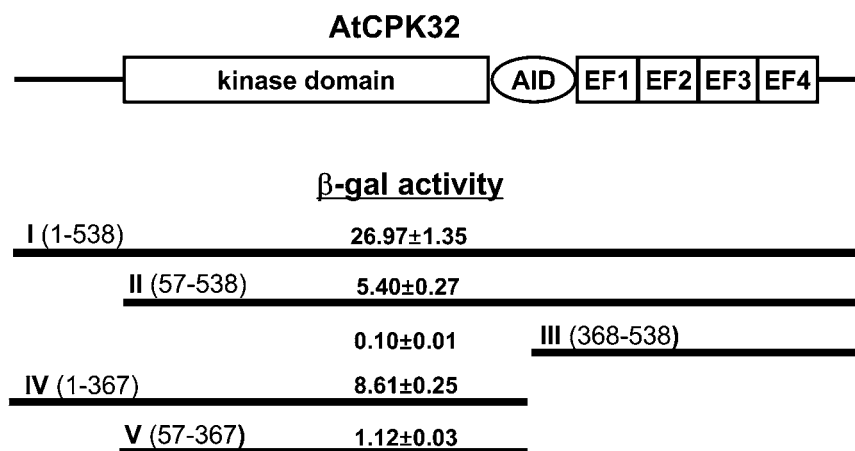 AtCPK32
kinase domain AID EF1 EF2 EF3 EF4
β-gal activity
I (1-538) 26.97±1.35
II (57-538) 5.40±0.27
0.10±0.01 III (368-538)
IV (1-367) 8.61±0.25
V (57-367) 1.12±0.03